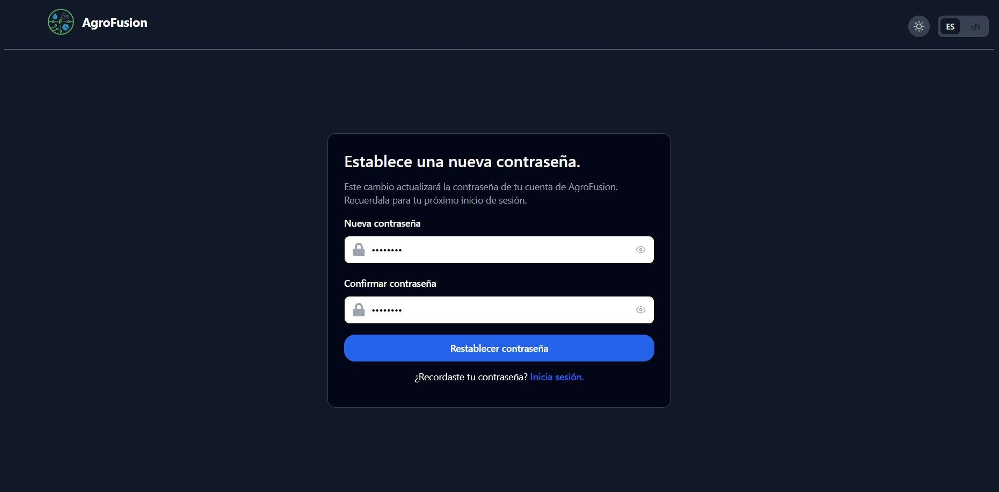 AgroFusion
ES
EN
Establece una nueva contraseña.
Este cambio actualizará la contraseña de tu cuenta de AgroFusion.
Recuerdala para tu próximo inicio de sesión.
Nueva contraseña
••••••••
Confirmar contraseña
••••••••
Restablecer contraseña
¿Recordaste tu contraseña? Inicia sesión.